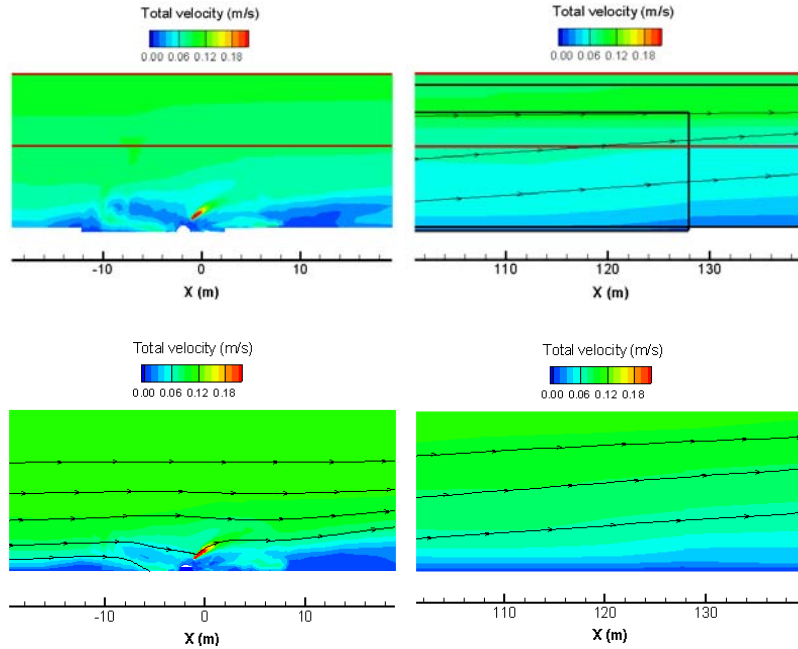 Total velocity (m/s)
0.00 0.06 0.12 0.18
-10 0 10
X (m)
Total velocity (m/s)
0.00 0.06 0.12 0.18
110 120 130
X (m)
Total velocity (m/s)
0.00 0.06 0.12 0.18
-10 0 10
X (m)
Total velocity (m/s)
0.00 0.06 0.12 0.18
110 120 130
X (m)